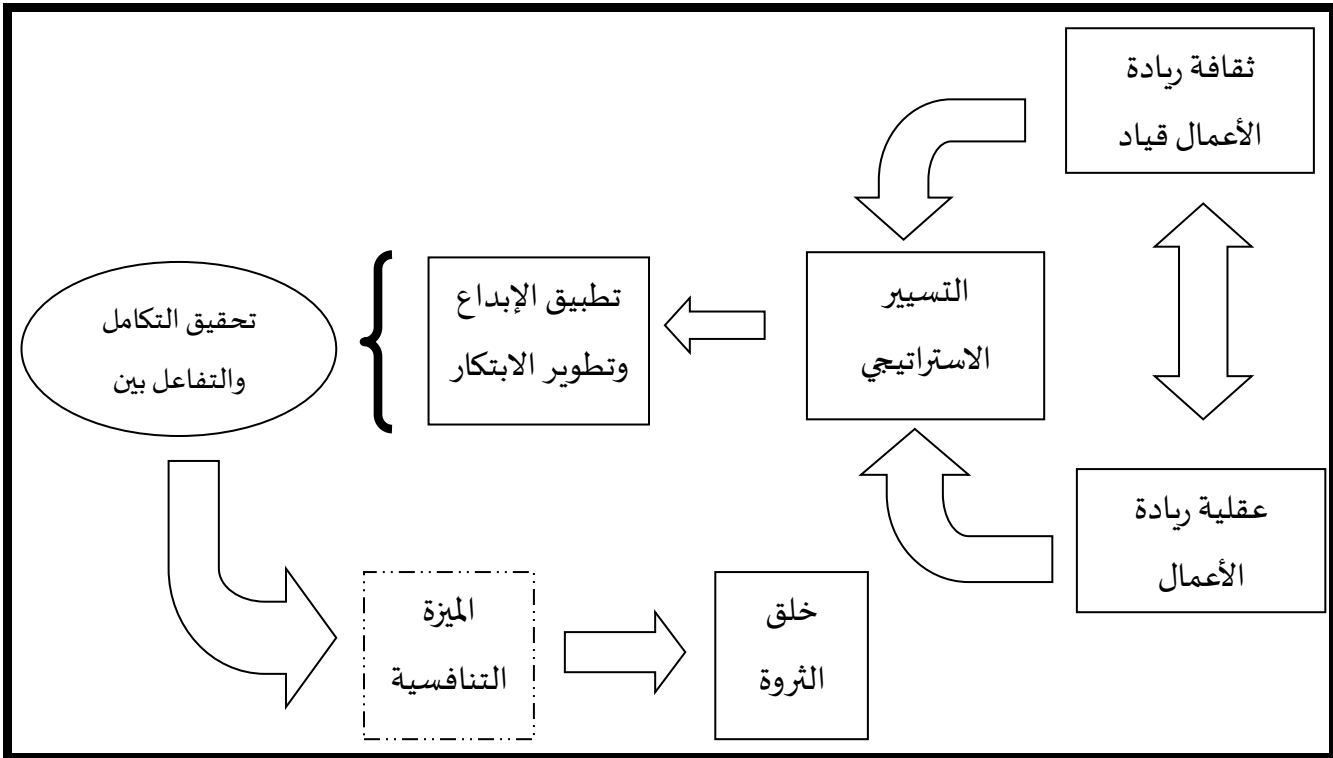 ثقافة ريادة
الأعمال قياد
التسيير
الاستراتيجي
تطبيق الإبداع
وتطوير الابتكار
تحقيق التكامل
والتفاعل بين
عقلية ريادة
الأعمال
الميزة
التنافسية
خلق
الثروة